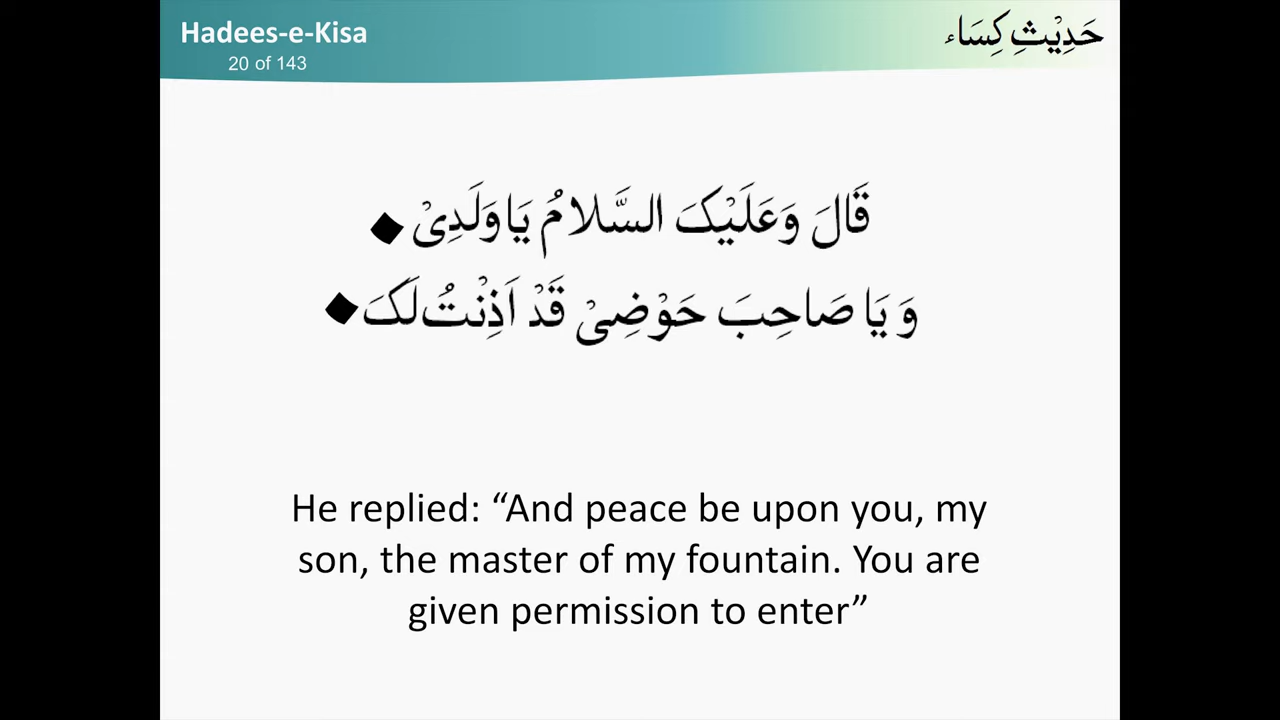 Hadees-e-Kisa
حَدِيْثِ كِسَاء
20 of 143
قَالَ وَعَلَيْكَ السَّلَامُ يَا وَلَدِىْ
وَ يَا صَاحِبَ حَوْضِىْ قَدْ اَذِنْتُ لَكَ
He replied: “And peace be upon you, my
son, the master of my fountain. You are
given permission to enter”